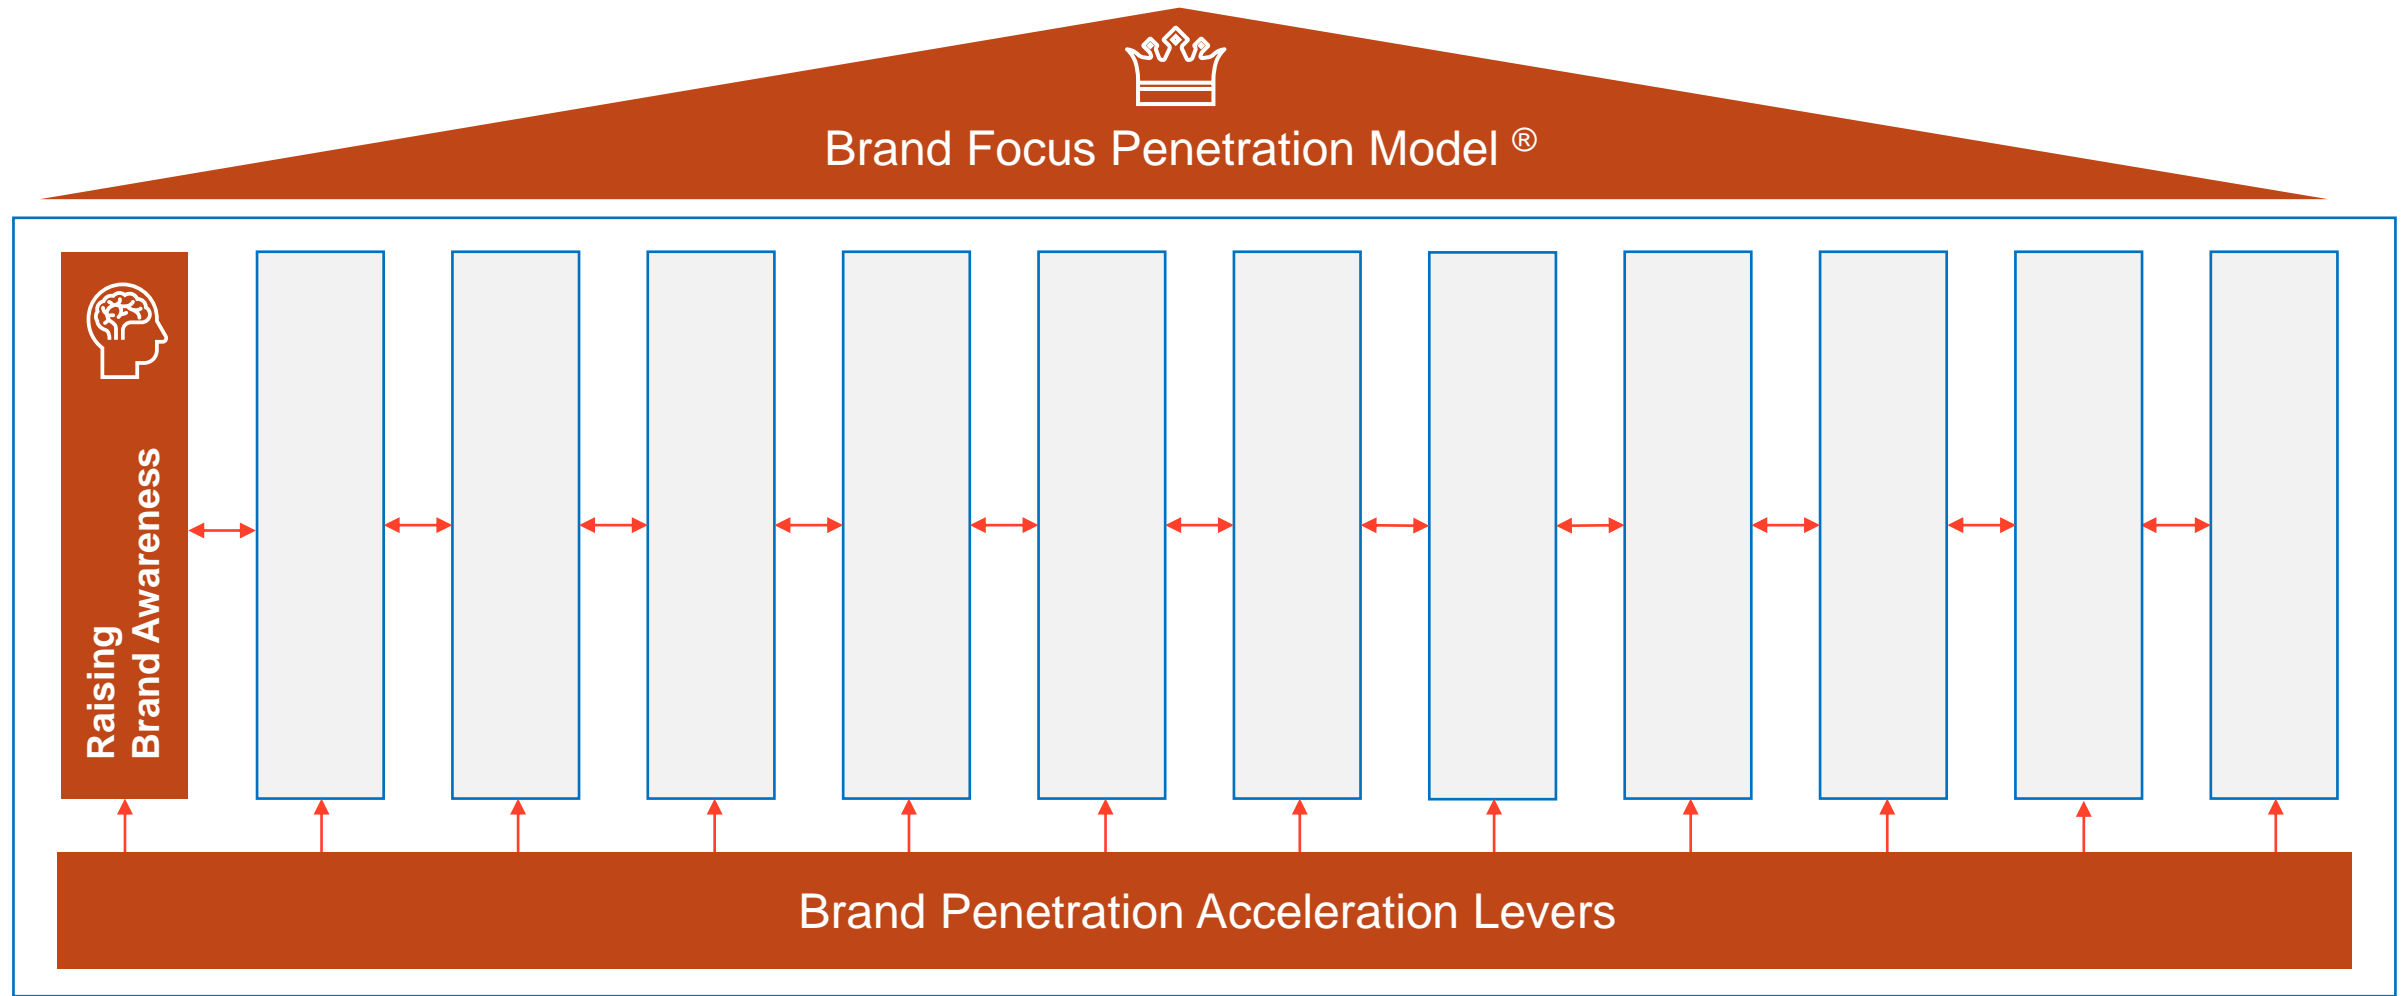 Brand Focus Penetration Model ®
Raising
Brand Awareness
Brand Penetration Acceleration Levers